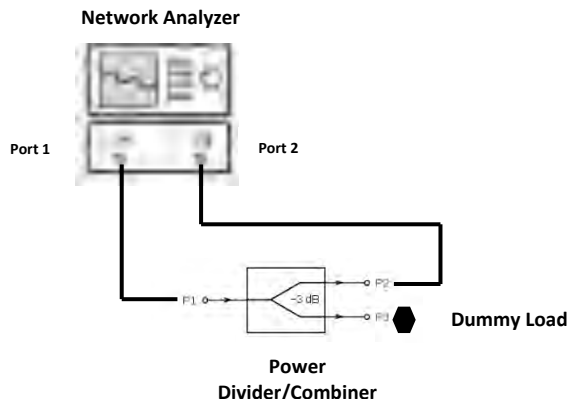 Network Analyzer
Port 1
Port 2
P1
-3 dB
P2
P3
Dummy Load
Power
Divider/Combiner